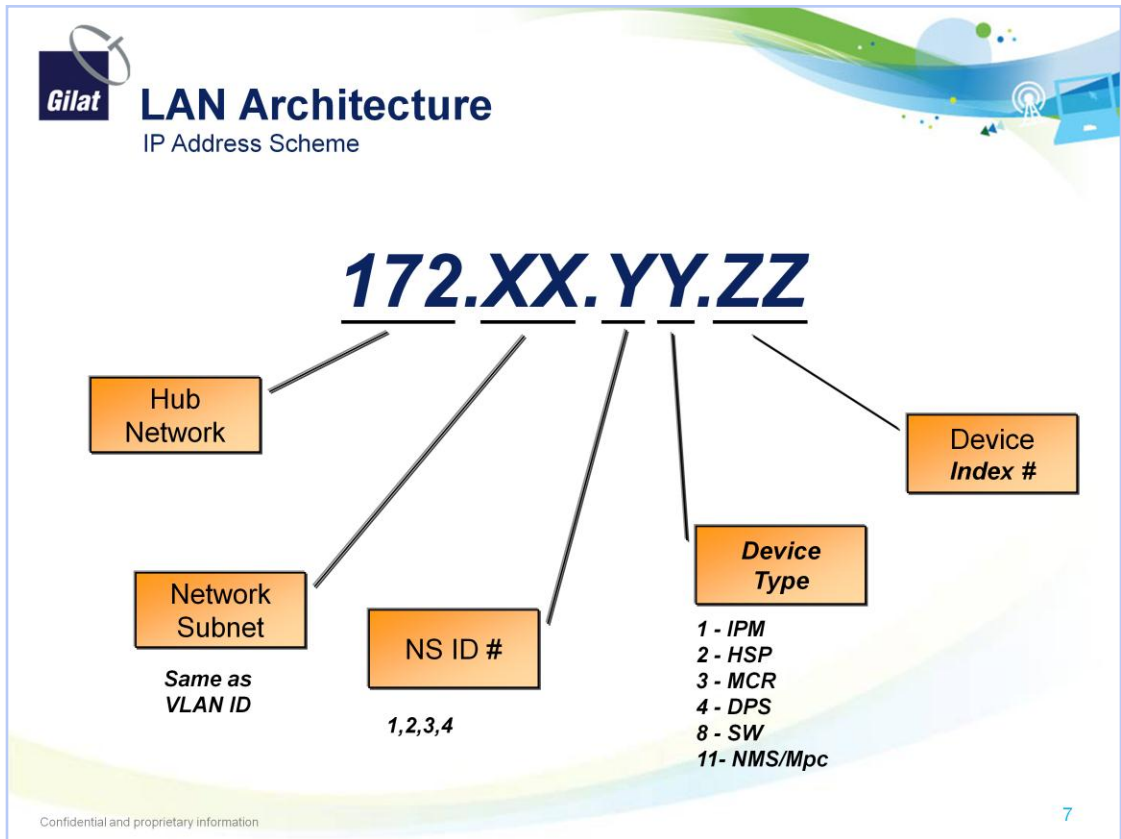 Gilat
LAN Architecture
IP Address Scheme
172.XX.YY.ZZ
Hub
Network
Device
Index #
Network
Subnet
Same as
VLAN ID
NS ID #
1,2,3,4
Device
Type
1 - IPM
2 - HSP
3 - MCR
4 - DPS
8 - SW
11- NMS/Mpc
Confidential and proprietary information
7